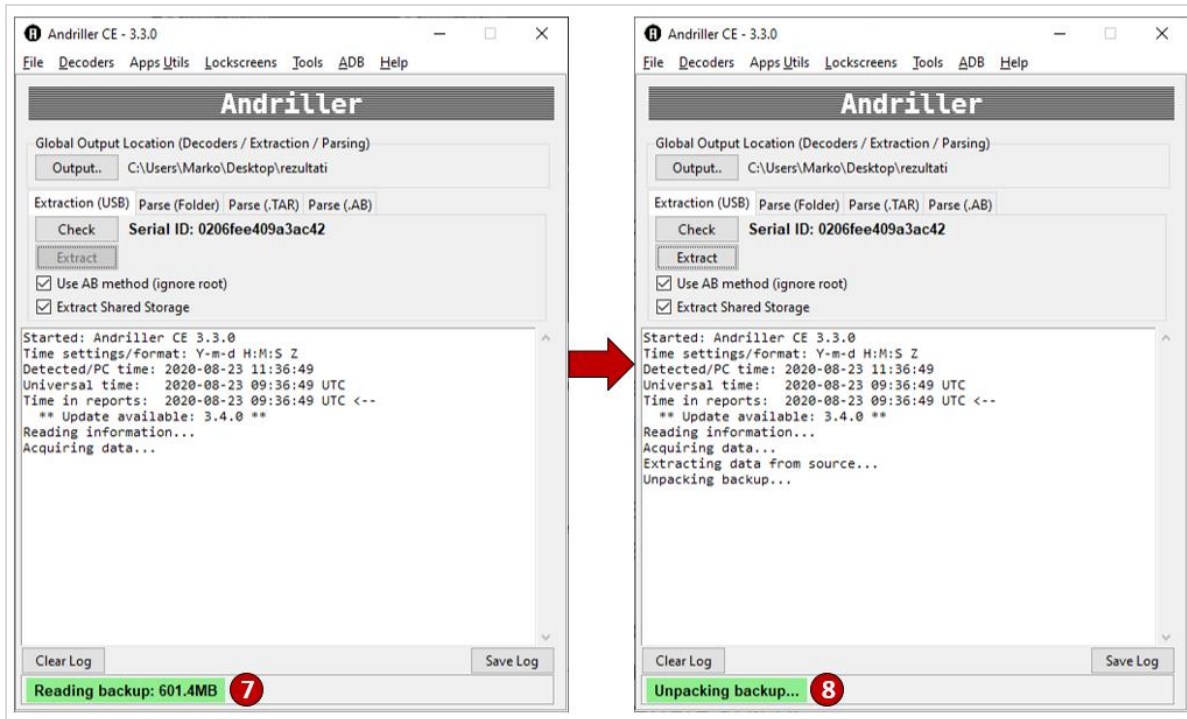 Andriller CE - 3.3.0
File Decoders Apps Utils Lockscreens Tools ADB Help
Andriller
Global Output Location (Decoders / Extraction / Parsing)
Output.. C:\Users\Marko\Desktop\rezultati
Extraction (USB) Parse (Folder) Parse (.TAR) Parse (.AB)
Check Serial ID: 0206fee409a3ac42
Extract
Use AB method (ignore root)
Extract Shared Storage
Started: Andriller CE 3.3.0
Time settings/format: Y-m-d H:M:S Z
Detected/PC time: 2020-08-23 11:36:49
Universal time: 2020-08-23 09:36:49 UTC
Time in reports: 2020-08-23 09:36:49 UTC <--
** Update available: 3.4.0 **
Reading information...
Acquiring data...
Clear Log Save Log
Reading backup: 601.4MB 7
Andriller CE - 3.3.0
File Decoders Apps Utils Lockscreens Tools ADB Help
Andriller
Global Output Location (Decoders / Extraction / Parsing)
Output.. C:\Users\Marko\Desktop\rezultati
Extraction (USB) Parse (Folder) Parse (.TAR) Parse (.AB)
Check Serial ID: 0206fee409a3ac42
Extract
Use AB method (ignore root)
Extract Shared Storage
Started: Andriller CE 3.3.0
Time settings/format: Y-m-d H:M:S Z
Detected/PC time: 2020-08-23 11:36:49
Universal time: 2020-08-23 09:36:49 UTC
Time in reports: 2020-08-23 09:36:49 UTC <--
** Update available: 3.4.0 **
Reading information...
Acquiring data...
Extracting data from source...
Unpacking backup...
Clear Log Save Log
Unpacking backup... 8